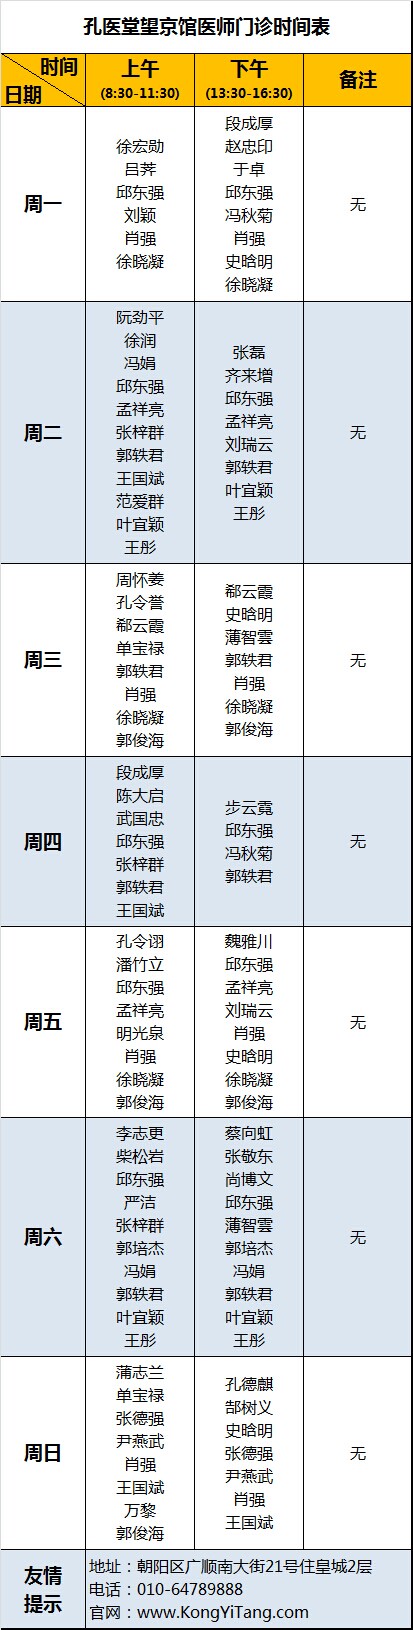 孔医堂望京馆医师门诊时间表
时间
日期
上午
(8:30-11:30)
下午
(13:30-16:30)
备注
周一
徐宏勋
吕荠
邱东强
刘颖
肖强
徐晓凝
段成厚
赵忠印
于卓
邱东强
冯秋菊
肖强
史晗明
徐晓凝
无
周二
阮劲平
徐润
冯娟
邱东强
孟祥亮
张梓群
郭轶君
王国斌
范爱群
叶宜颖
王彤
张磊
齐来增
邱东强
孟祥亮
刘瑞云
郭轶君
叶宜颖
王彤
无
周三
周怀姜
孔令誉
郗云霞
单宝禄
郭轶君
肖强
徐晓凝
郭俊海
郗云霞
史晗明
薄智雲
郭轶君
肖强
徐晓凝
郭俊海
无
周四
段成厚
陈大启
武国忠
邱东强
张梓群
郭轶君
王国斌
步云霓
邱东强
冯秋菊
郭轶君
无
周五
孔令诩
潘竹立
邱东强
孟祥亮
明光泉
肖强
徐晓凝
郭俊海
魏雅川
邱东强
孟祥亮
刘瑞云
肖强
史晗明
徐晓凝
郭俊海
无
周六
李志更
柴松岩
邱东强
严洁
张梓群
郭培杰
冯娟
郭轶君
叶宜颖
王彤
蔡向虹
张敬东
尚博文
邱东强
薄智雲
郭培杰
冯娟
郭轶君
叶宜颖
王彤
无
周日
蒲志兰
单宝禄
张德强
尹燕武
肖强
王国斌
万黎
郭俊海
孔德麒
郜树义
史晗明
张德强
尹燕武
肖强
王国斌
无
友情
提示
地址：朝阳区广顺南大街21号住皇城2层
电话：010-64789888
官网：www.KongYiTang.com